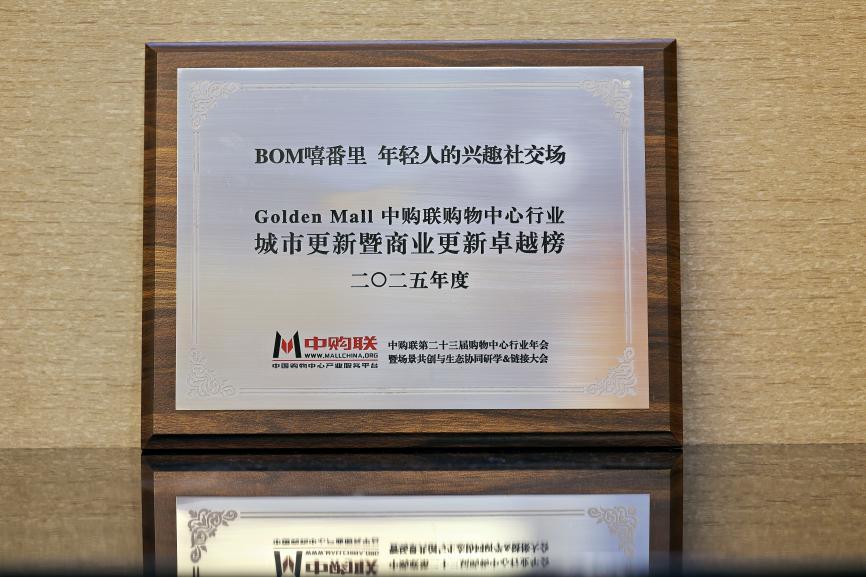 BOM嘻番里 年轻人的兴趣社交场
Golden Mall 中购联购物中心行业
城市更新暨商业更新卓越榜
二〇二五年度
中购联
WWW.MALLCHINA.ORG
中国购物中心产业服务平台
中购联第二十三届购物中心行业年会
暨场景共创与生态协同研学&链接大会